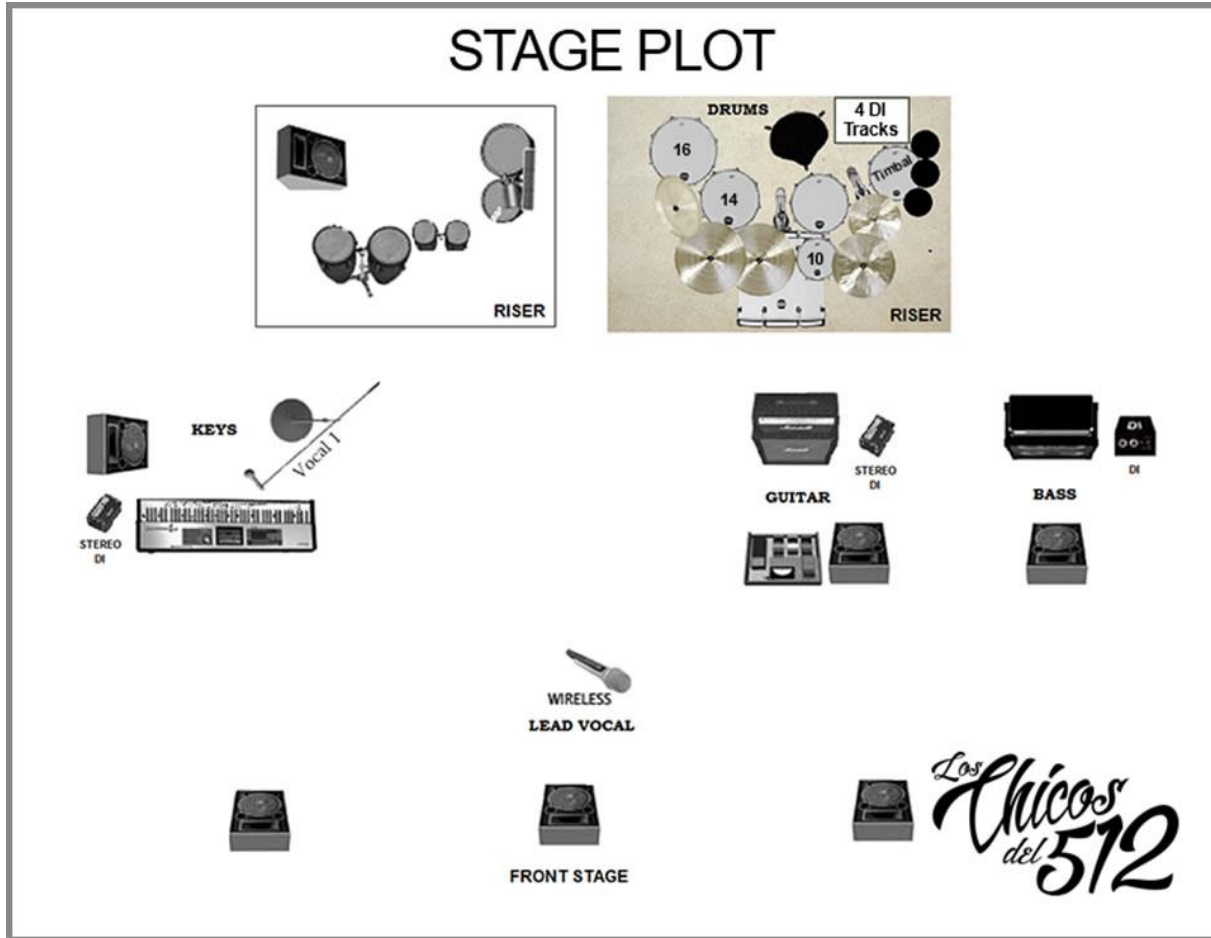 STAGE PLOT
RISER
DRUMS
4 DI
Tracks
16
14
10
Timbal
RISER
KEYS
Vocal 1
STEREO
DI
GUITAR
STEREO
DI
BASS
DI
DI
WIRELESS
LEAD VOCAL
FRONT STAGE
Los
Chicos
del 512